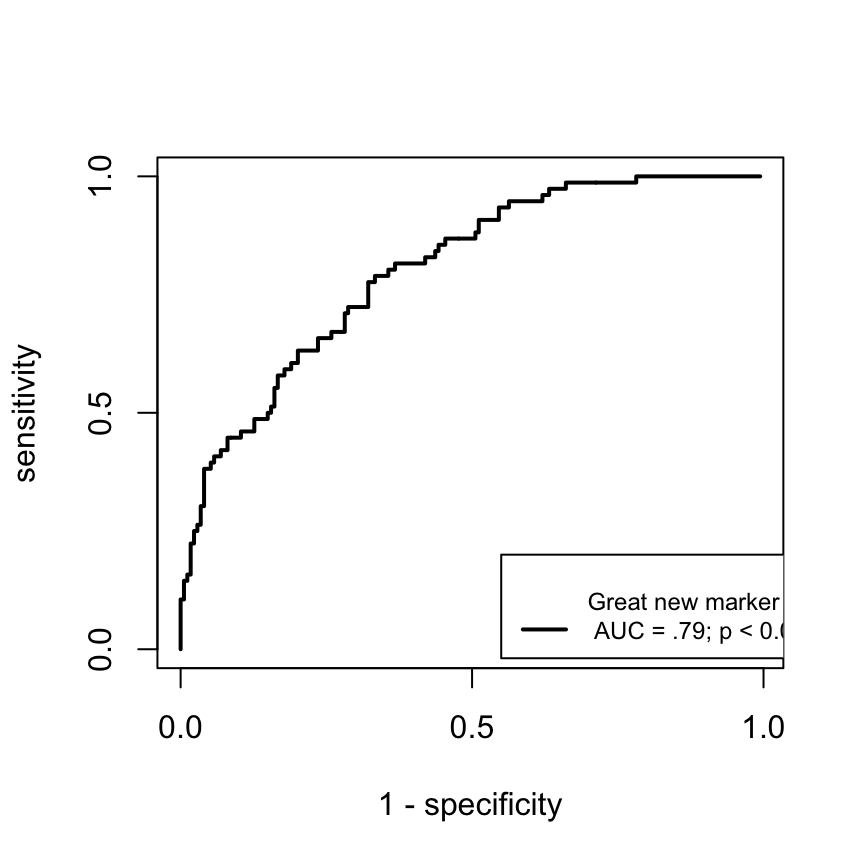 1.0
0.5
0.0
sensitivity
Great new marker
AUC = .79; p < 0.
0.0 0.5 1.0
1 - specificity